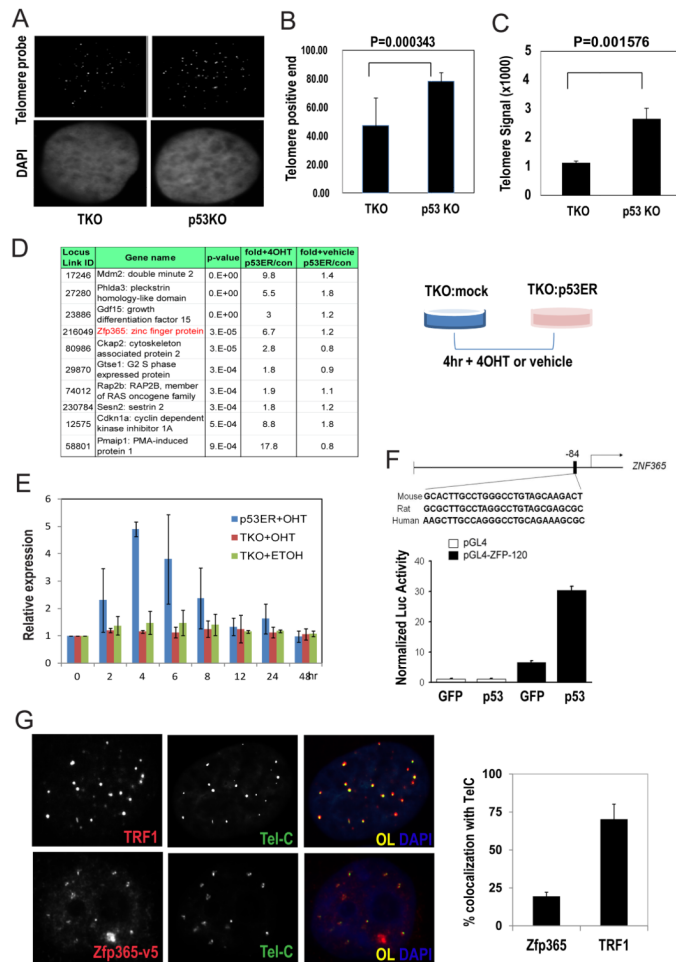 A
Telomere probe
DAPI
TKO
p53KO
B
P=0.000343
Telomere positive end
100.00
80.00
60.00
40.00
20.00
0.00
TKO
p53 KO
C
P=0.001576
Telomere Signal (x1000)
5
4
3
2
1
0
TKO
p53 KO
D
Locus Link ID Gene name p-value fold+4OHT p53ER/con fold+vehicle p53ER/con
17246 Mdm2: double minute 2 0.E+00 9.8 1.4
27280 Phlda3: pleckstrin homology-like domain 0.E+00 5.5 1.8
23886 Gdf15: growth differentiation factor 15 0.E+00 3 1.2
216049 Zfp365: zinc finger protein 3.E-05 6.7 1.2
80986 Ckap2: cytoskeleton associated protein 2 3.E-05 2.8 0.8
29870 Gtse1: G2 S phase expressed protein 3.E-04 1.8 0.9
74012 Rap2b: RAP2B, member of RAS oncogene family 3.E-04 1.9 1.1
230784 Sesn2: sestrin 2 3.E-04 1.8 1.2
12575 Cdkn1a: cyclin dependent kinase inhibitor 1A 5.E-04 8.8 1.8
58801 Pmaip1: PMA-induced protein 1 9.E-04 17.8 0.8
TKO:mock
TKO:p53ER
4hr + 4OHT or vehicle
E
Relative expression
6
5
4
3
2
1
0
p53ER+OHT
TKO+OHT
TKO+ETOH
0 2 4 6 8 12 24 48 hr
F
-84
ZNF365
Mouse GCACTTGCCTGGGCCTGTAGCAAGACT
Rat GCGCTTGCCTAGGCCTGTAGCGAGCGC
Human AAGCTTGCCAGGGCCTGCAGAAAGCGC
pGL4
pGL4-ZFP-120
Normalized Luc Activity
40
30
20
10
0
GFP p53 GFP p53
G
TRF1
Tel-C
OL DAPI
Zfp365-v5
Tel-C
OL DAPI
% colocalization with TelC
100
75
50
25
0
Zfp365
TRF1